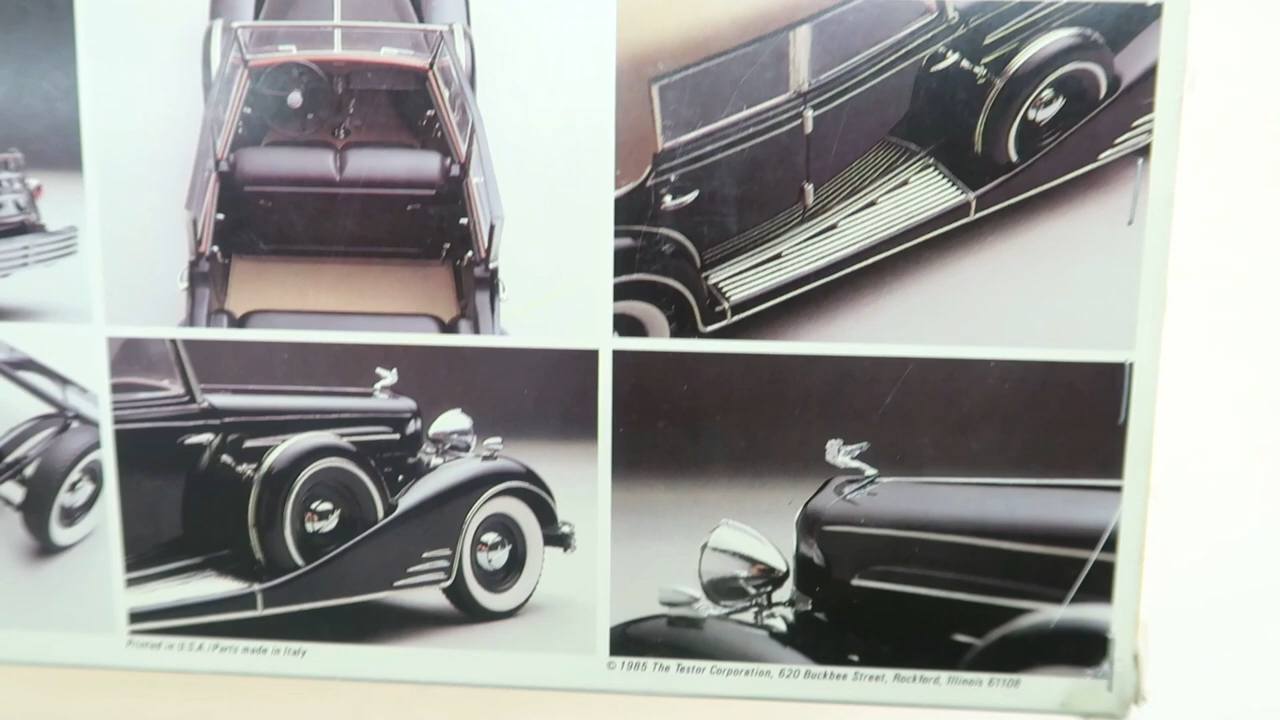 Printed in U.S.A./Parts made in Italy
© 1985 The Testor Corporation, 620 Buckbee Street, Rockford, Illinois 61108